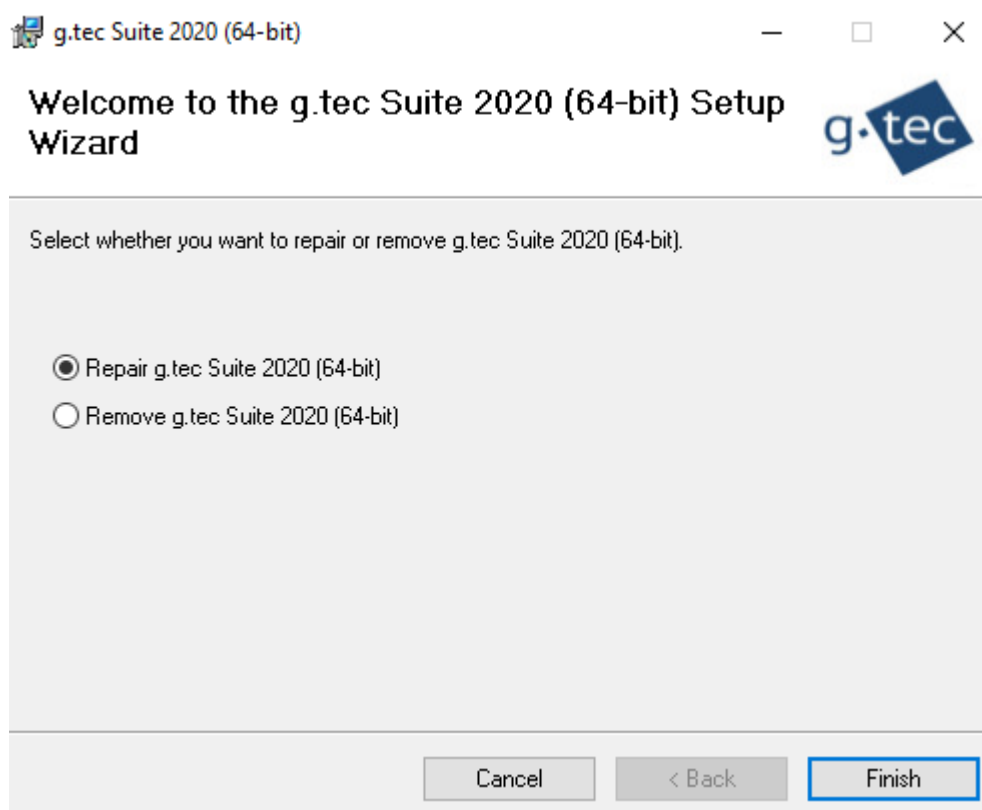 g.tec Suite 2020 (64-bit)
Welcome to the g.tec Suite 2020 (64-bit) Setup
Wizard
g.tec
Select whether you want to repair or remove g.tec Suite 2020 (64-bit).
Repair g.tec Suite 2020 (64-bit)
Remove g.tec Suite 2020 (64-bit)
Cancel
< Back
Finish